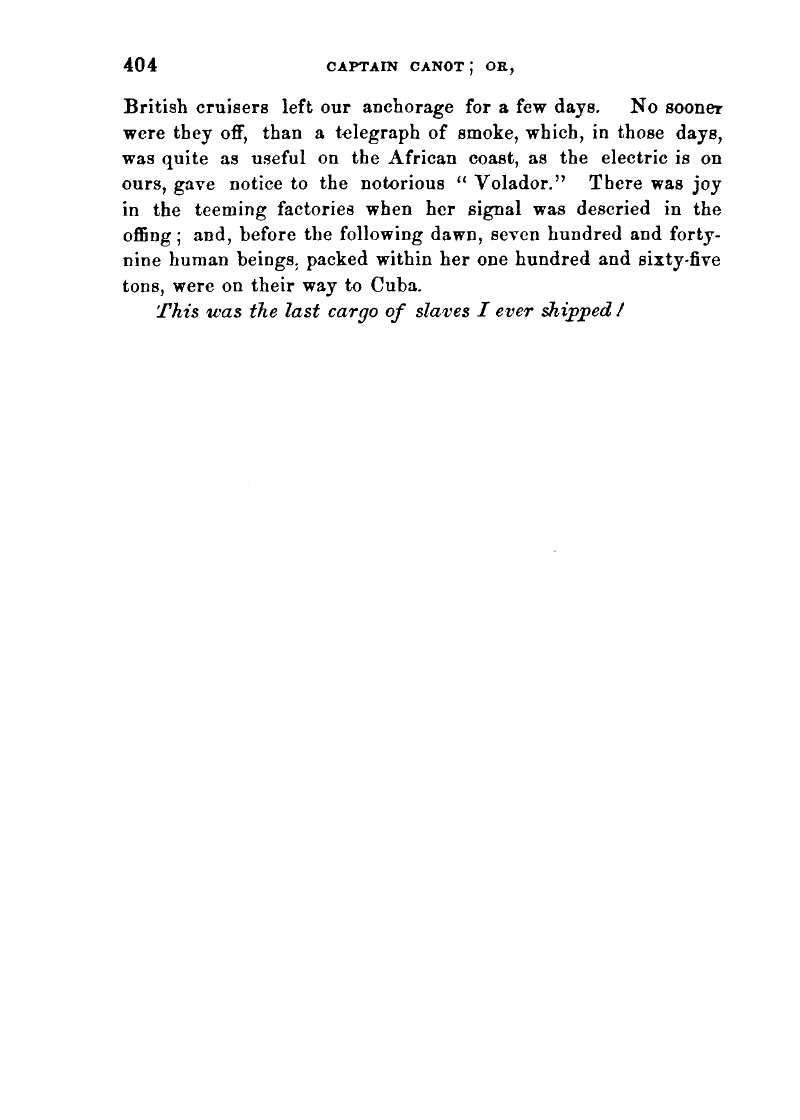 404 CAPTAIN CANOT; OR,
British cruisers left our anchorage for a few days. No sooner
were they off, than a telegraph of smoke, which, in those days,
was quite as useful on the African coast, as the electric is on
ours, gave notice to the notorious “ Volador.” There was joy
in the teeming factories when her signal was descried in the
offing; and, before the following dawn, seven hundred and forty-
nine human beings, packed within her one hundred and sixty-five
tons, were on their way to Cuba.
This was the last cargo of slaves I ever shipped!